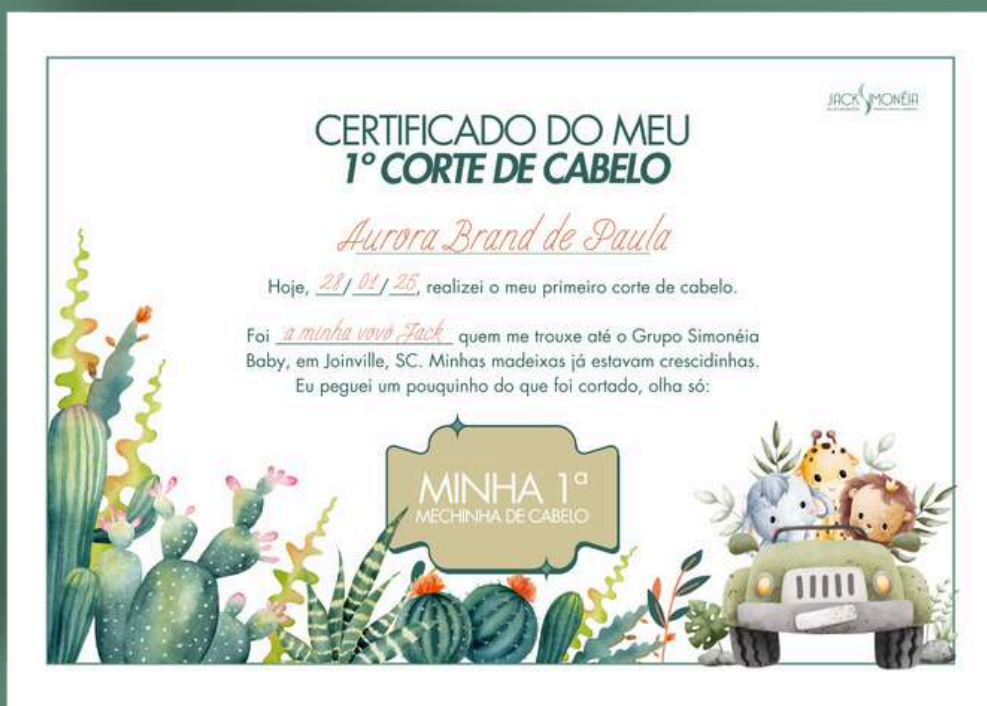 JACK SIMONÉIA
CERTIFICADO DO MEU
1º CORTE DE CABELO
Aurora Brand de Paula
Hoje, 28/ 01/ 25, realizei o meu primeiro corte de cabelo.
Foi a minha vovó Jack quem me trouxe até o Grupo Simonéia
Baby, em Joinville, SC. Minhas madeixas já estavam crescidinhas.
Eu peguei um pouquinho do que foi cortado, olha só:
MINHA 1ª
MECHINHA DE CABELO